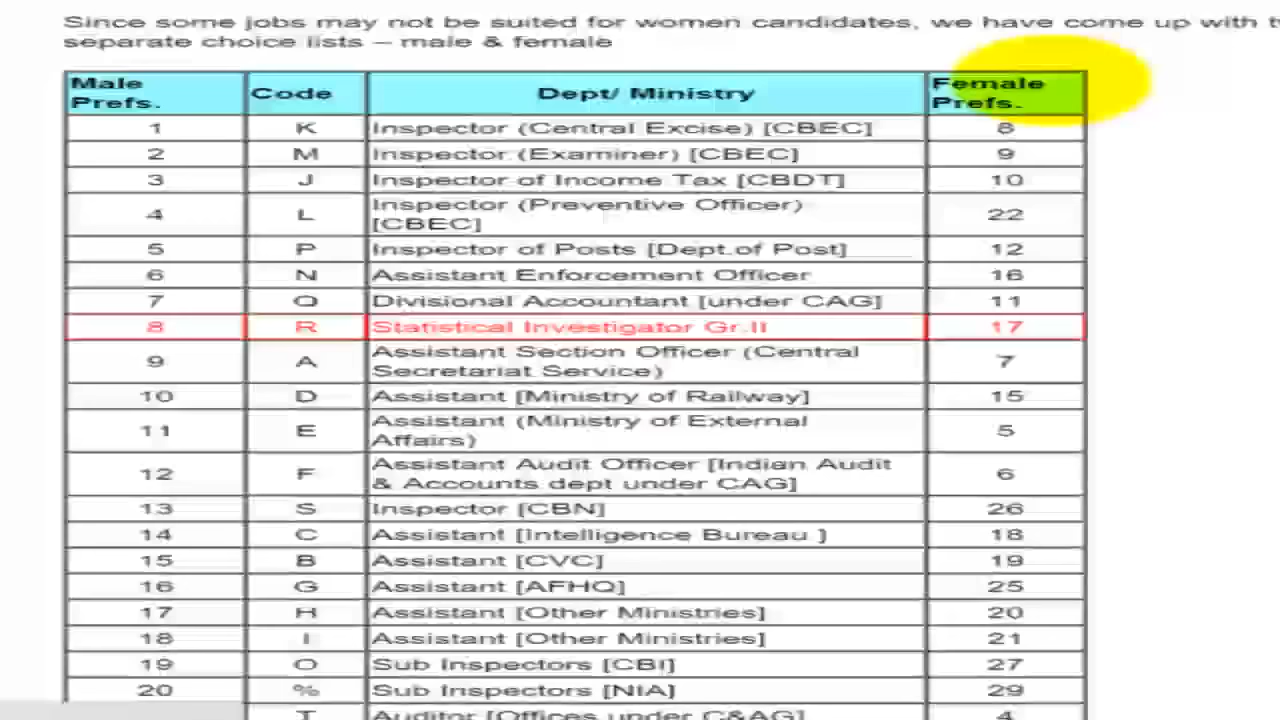 Since some jobs may not be suited for women candidates, we have come up with
separate choice lists – male & female
Male Prefs. Code Dept/ Ministry Female Prefs.
1 K Inspector (Central Excise) [CBEC] 8
2 M Inspector (Examiner) [CBEC] 9
3 J Inspector of Income Tax [CBDT] 10
4 L Inspector (Preventive Officer) [CBEC] 22
5 P Inspector of Posts [Dept.of Post] 12
6 N Assistant Enforcement Officer 16
7 Q Divisional Accountant [under CAG] 11
8 R Statistical Investigator Gr.II 17
9 A Assistant Section Officer (Central Secretariat Service) 7
10 D Assistant [Ministry of Railway] 15
11 E Assistant (Ministry of External Affairs) 5
12 F Assistant Audit Officer [Indian Audit & Accounts dept under CAG] 6
13 S Inspector [CBN] 26
14 C Assistant [Intelligence Bureau ] 18
15 B Assistant [CVC] 19
16 G Assistant [AFHQ] 25
17 H Assistant [Other Ministries] 20
18 I Assistant [Other Ministries] 21
19 O Sub Inspectors [CBI] 27
20 % Sub Inspectors [NIA] 29
T Auditor [Offices under C&AG] 4